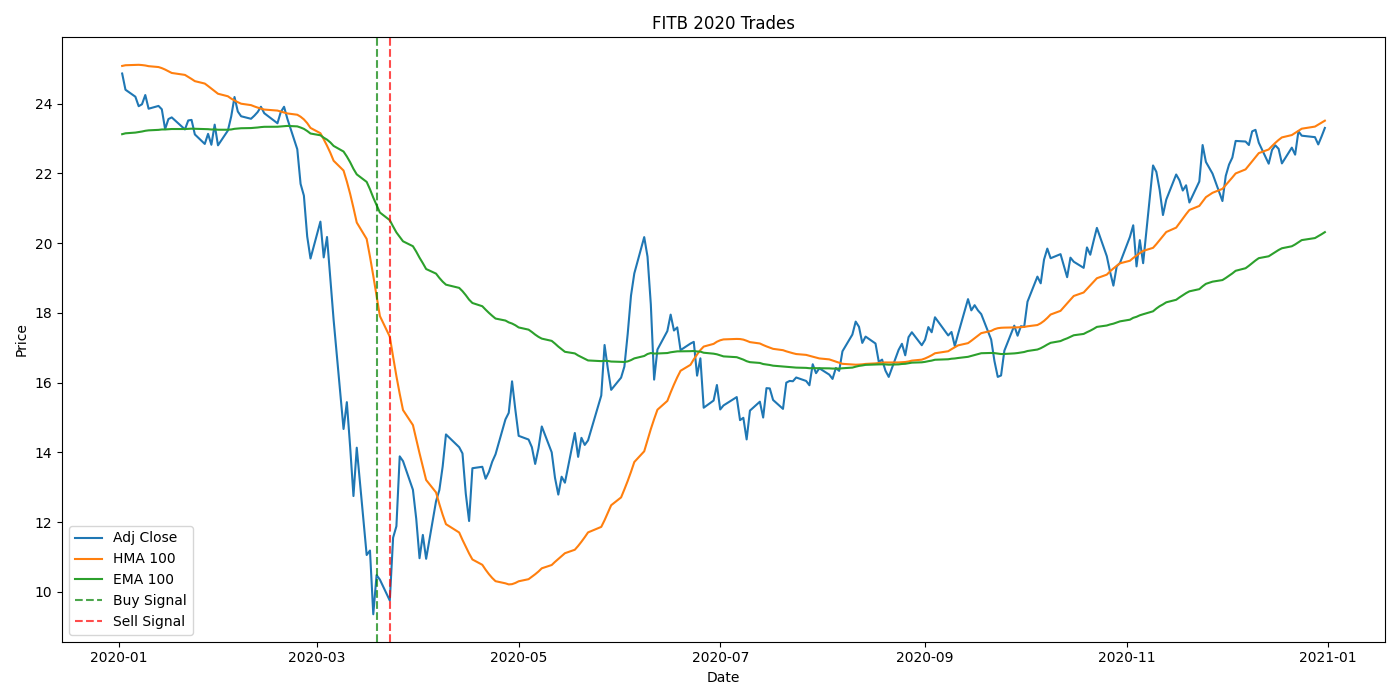 FITB 2020 Trades
Price
24
22
20
18
16
14
12
10
Adj Close
HMA 100
EMA 100
Buy Signal
Sell Signal
2020-01 2020-03 2020-05 2020-07 2020-09 2020-11 2021-01
Date